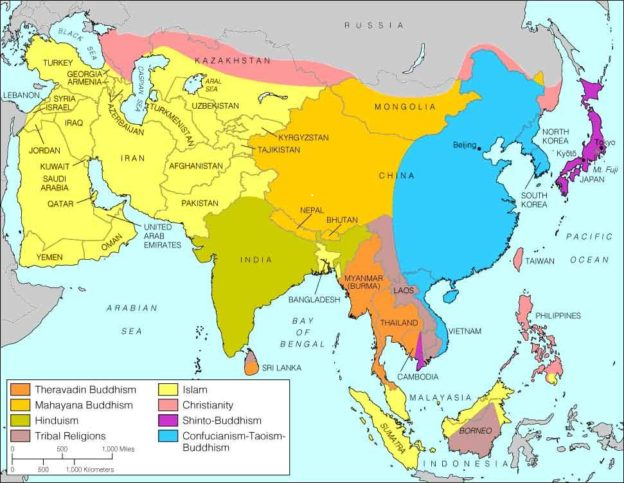 RUSSIA
BLACK
SEA
KAZAKHSTAN
TURKEY
GEORGIA
ARMENIA
CASPIAN SEA
ARAL
SEA
LEBANON
SYRIA
ISRAEL
AZERBAIJAN
TURKMENISTAN
UZBEKISTAN
MONGOLIA
IRAQ
KYRGYZSTAN
TAJIKISTAN
Beijing
NORTH
KOREA
Tokyo
Kyōtō
Mt. Fuji
JAPAN
JORDAN
IRAN
AFGHANISTAN
KUWAIT
SAUDI
ARABIA
CHINA
SOUTH
KOREA
QATAR
PAKISTAN
NEPAL
BHUTAN
UNITED
ARAB
EMIRATES
OMAN
YEMEN
PACIFIC
OCEAN
INDIA
TAIWAN
MYANMAR
(BURMA)
LAOS
BANGLADESH
ARABIAN
SEA
BAY
OF
BENGAL
THAILAND
VIETNAM
PHILIPPINES
SRI LANKA
CAMBODIA
MALAYASIA
SUMATRA
BORNEO
INDONESIA
Theravadin Buddhism
Mahayana Buddhism
Hinduism
Tribal Religions
Islam
Christianity
Shinto-Buddhism
Confucianism-Taoism-
Buddhism
0 500 1,000 Miles
0 500 1,000 Kilometers